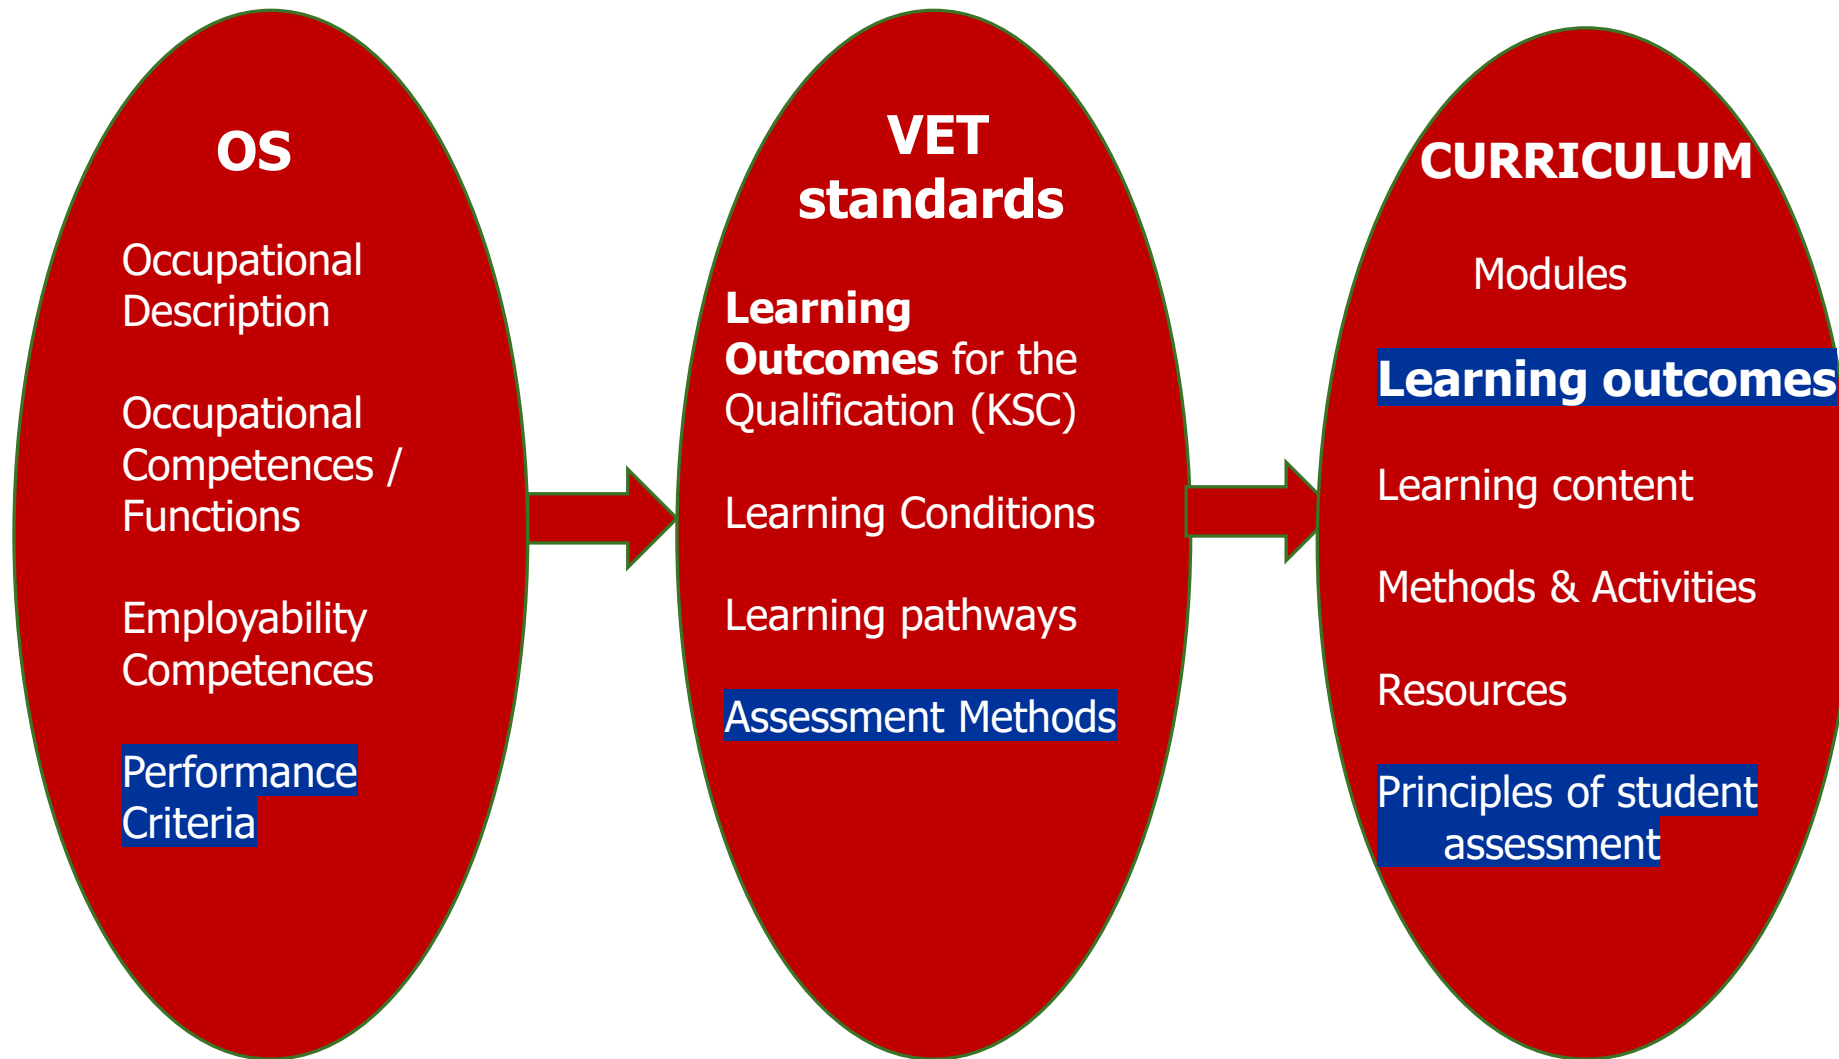 OS
Occupational
Description
Occupational
Competences /
Functions
Employability
Competences
Performance
Criteria
VET
standards
Learning
Outcomes for the
Qualification (KSC)
Learning Conditions
Learning pathways
Assessment Methods
CURRICULUM
Modules
Learning outcomes
Learning content
Methods & Activities
Resources
Principles of student
assessment